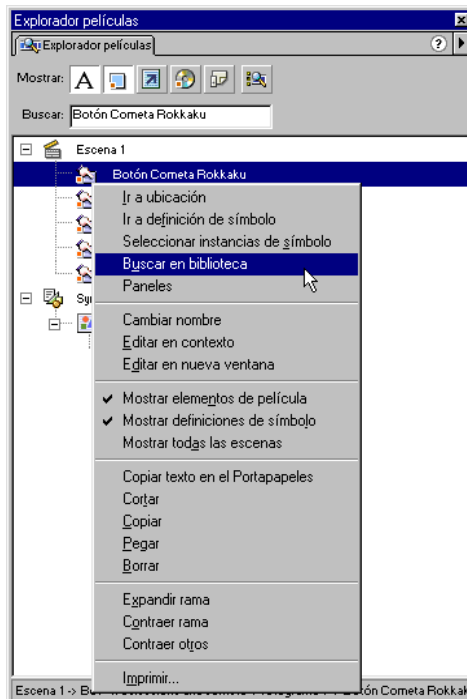 Explorador películas
Explorador películas
Mostrar:
Buscar: Botón Cometa Rokkaku
Escena 1
Botón Cometa Rokkaku
Ir a ubicación
Ir a definición de símbolo
Seleccionar instancias de símbolo
Buscar en biblioteca
Paneles
Cambiar nombre
Editar en contexto
Editar en nueva ventana
Mostrar elementos de película
Mostrar definiciones de símbolo
Mostrar todas las escenas
Copiar texto en el Portapapeles
Cortar
Copiar
Pegar
Borrar
Expandir rama
Contraer rama
Contraer otros
Imprimir...
Escena 1 ->